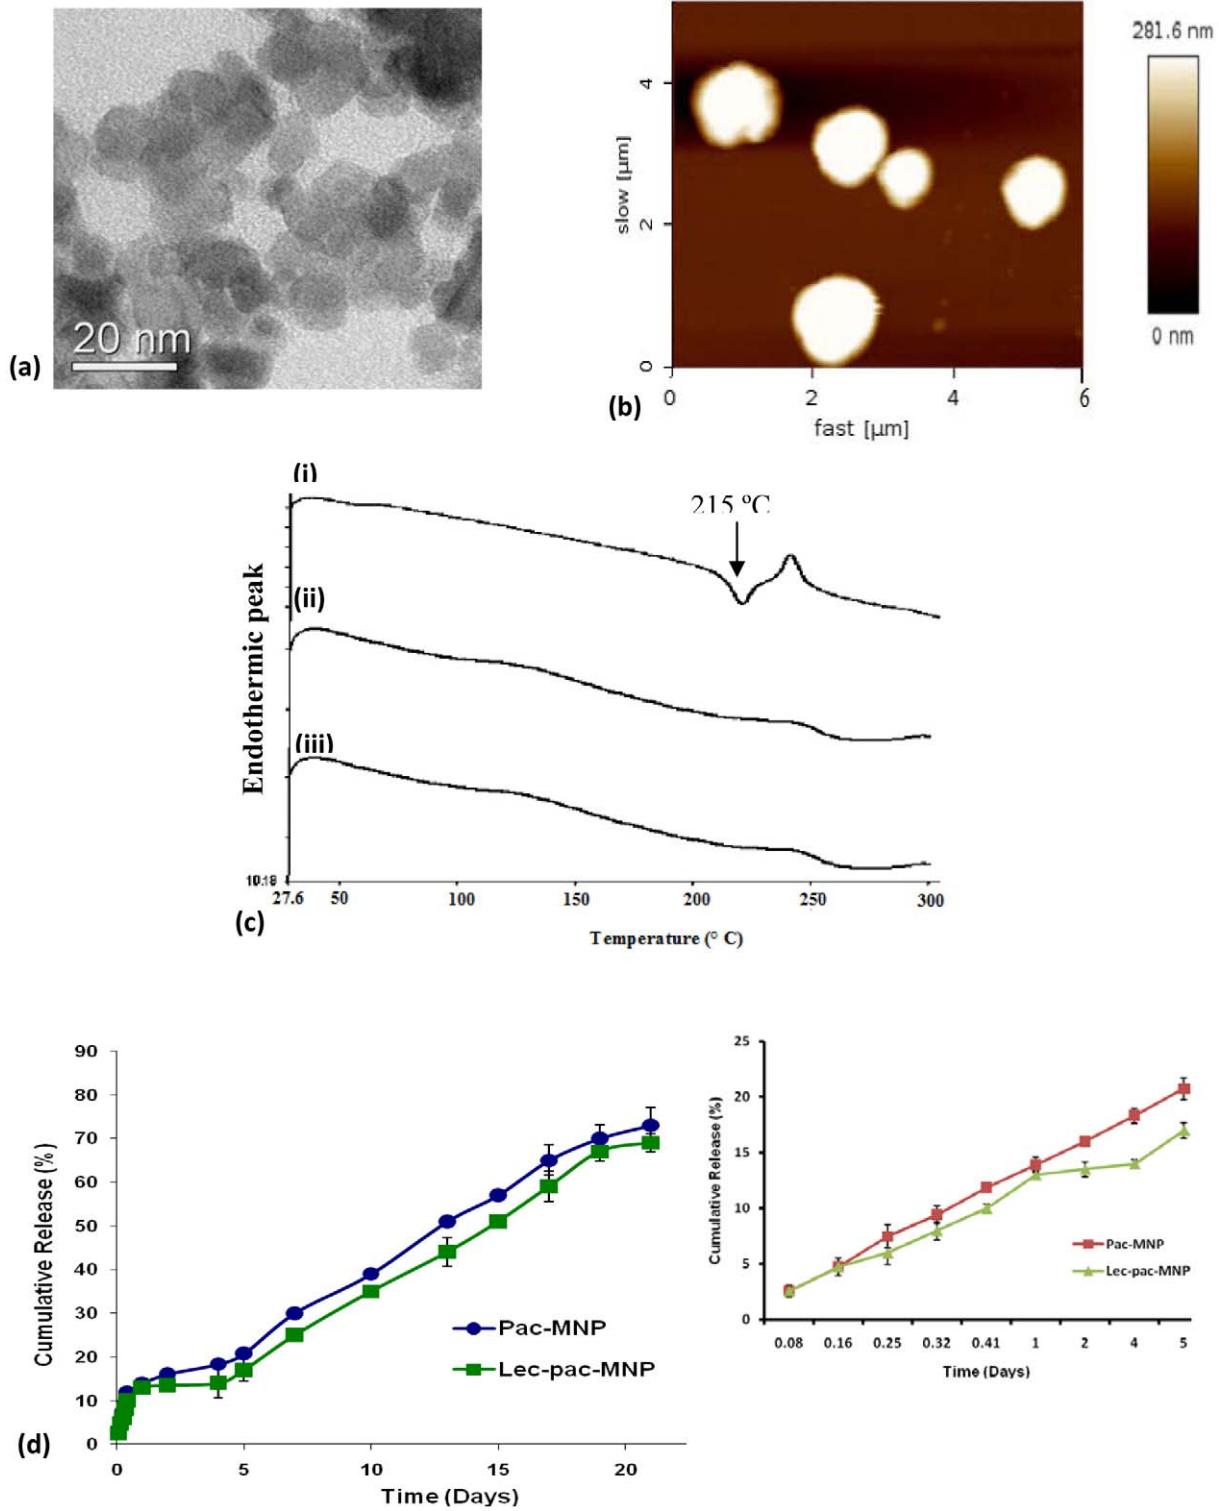 20 nm
(a)
281.6 nm
0 nm
slow [µm]
4
2
0
0 2 4 6
fast [µm]
(b)
(i)
215 ºC
(ii)
(iii)
Endothermic peak
27.6 50 100 150 200 250 300
Temperature (° C)
(c)
90
80
70
60
50
40
30
20
10
0
Cumulative Release (%)
Pac-MNP
Lec-pac-MNP
0 5 10 15 20
Time (Days)
(d)
25
20
15
10
5
0
Cumulative Release (%)
Pac-MNP
Lec-pac-MNP
0.08 0.16 0.25 0.32 0.41 1 2 4 5
Time (Days)